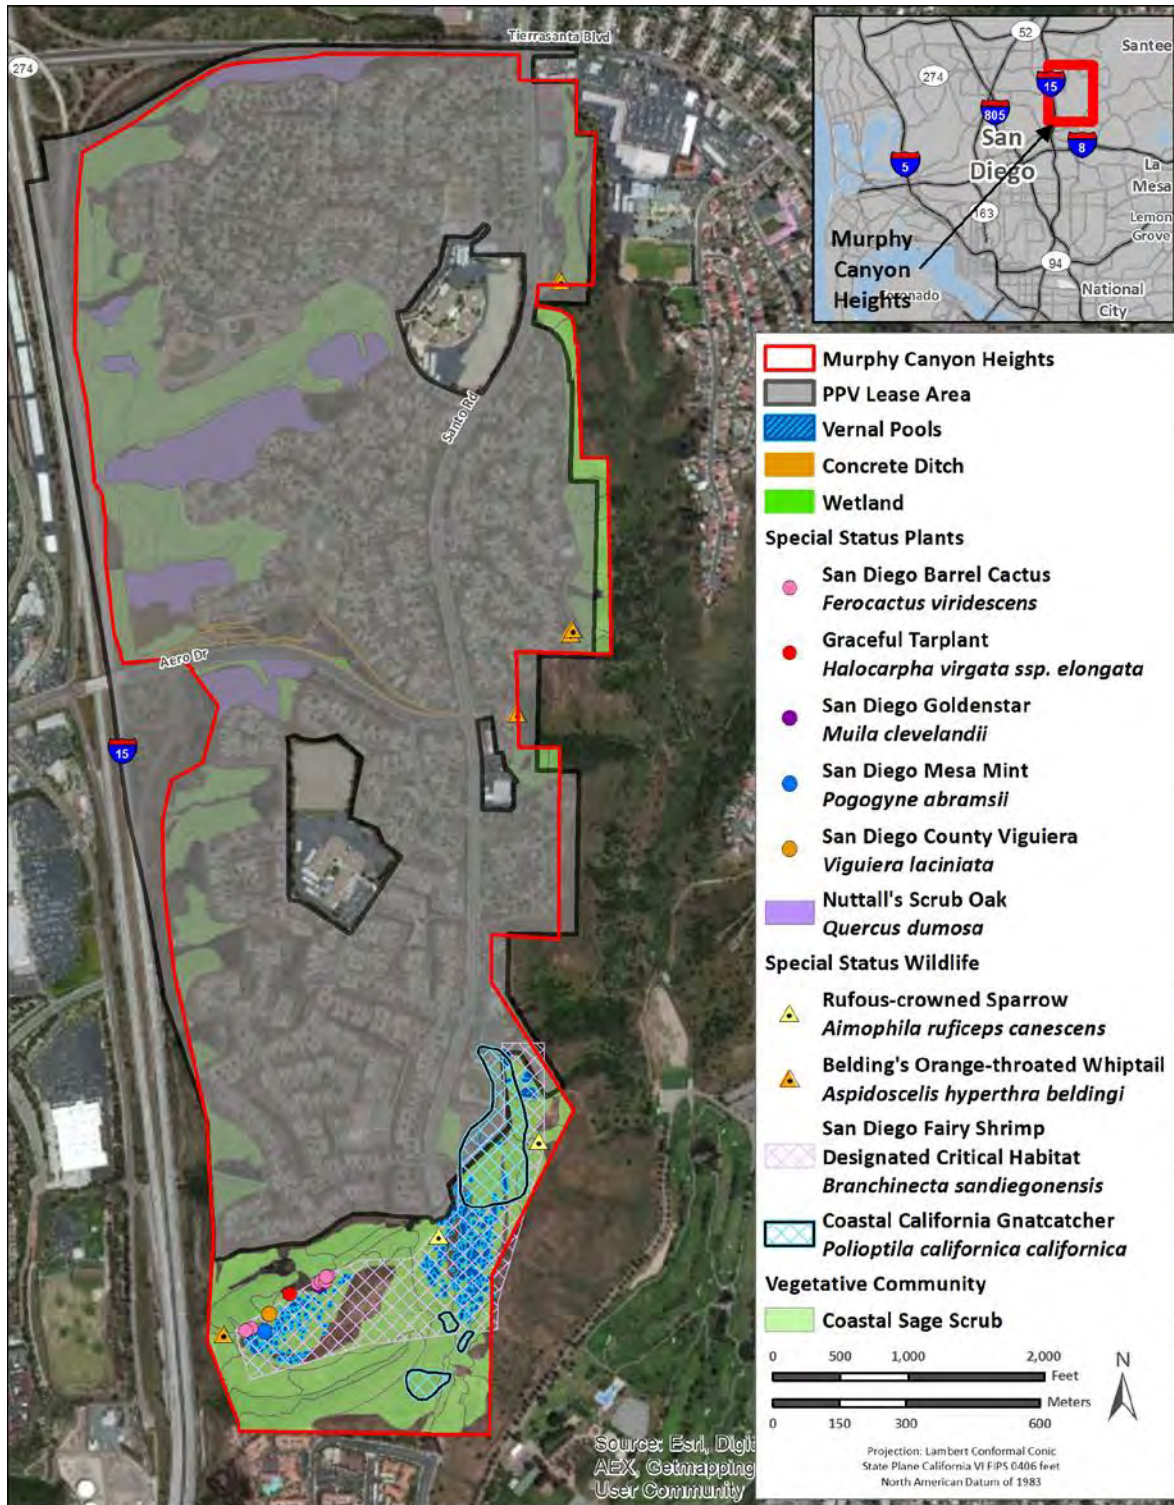 Tierrasanta Blvd
274
Santo Rd
Aero Dr
15
52
Santee
274
15
805
San
Diego
8
5
La
Mesa
163
Lemon
Grove
Murphy
Canyon
Heights
Coronado
94
National
City
Murphy Canyon Heights
PPV Lease Area
Vernal Pools
Concrete Ditch
Wetland
Special Status Plants
San Diego Barrel Cactus
Ferocactus viridescens
Graceful Tarplant
Halocarpha virgata ssp. elongata
San Diego Goldenstar
Muila clevelandii
San Diego Mesa Mint
Pogogyne abramsii
San Diego County Viguiera
Viguiera laciniata
Nuttall's Scrub Oak
Quercus dumosa
Special Status Wildlife
Rufous-crowned Sparrow
Aimophila ruficeps canescens
Belding's Orange-throated Whiptail
Aspidoscelis hyperthra beldingi
San Diego Fairy Shrimp
Designated Critical Habitat
Branchinecta sandiegonensis
Coastal California Gnatcatcher
Polioptila californica californica
Vegetative Community
Coastal Sage Scrub
0 500 1,000 2,000
Feet
Meters
0 150 300 600
N
Projection: Lambert Conformal Conic
State Plane California VI FIPS 0406 feet
North American Datum of 1983
Source: Esri, Digi
AEX, Getmapping
User Community